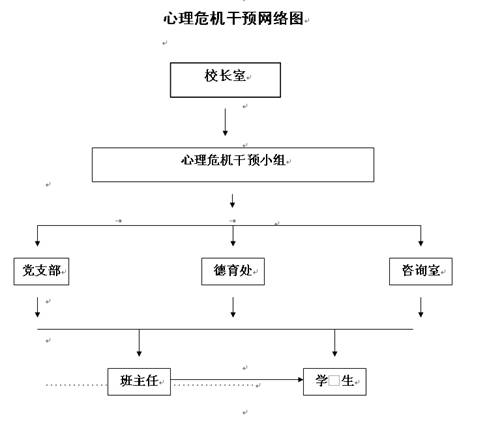 心理危机干预网络图
校长室
心理危机干预小组
党支部
德育处
咨询室
班主任
学生